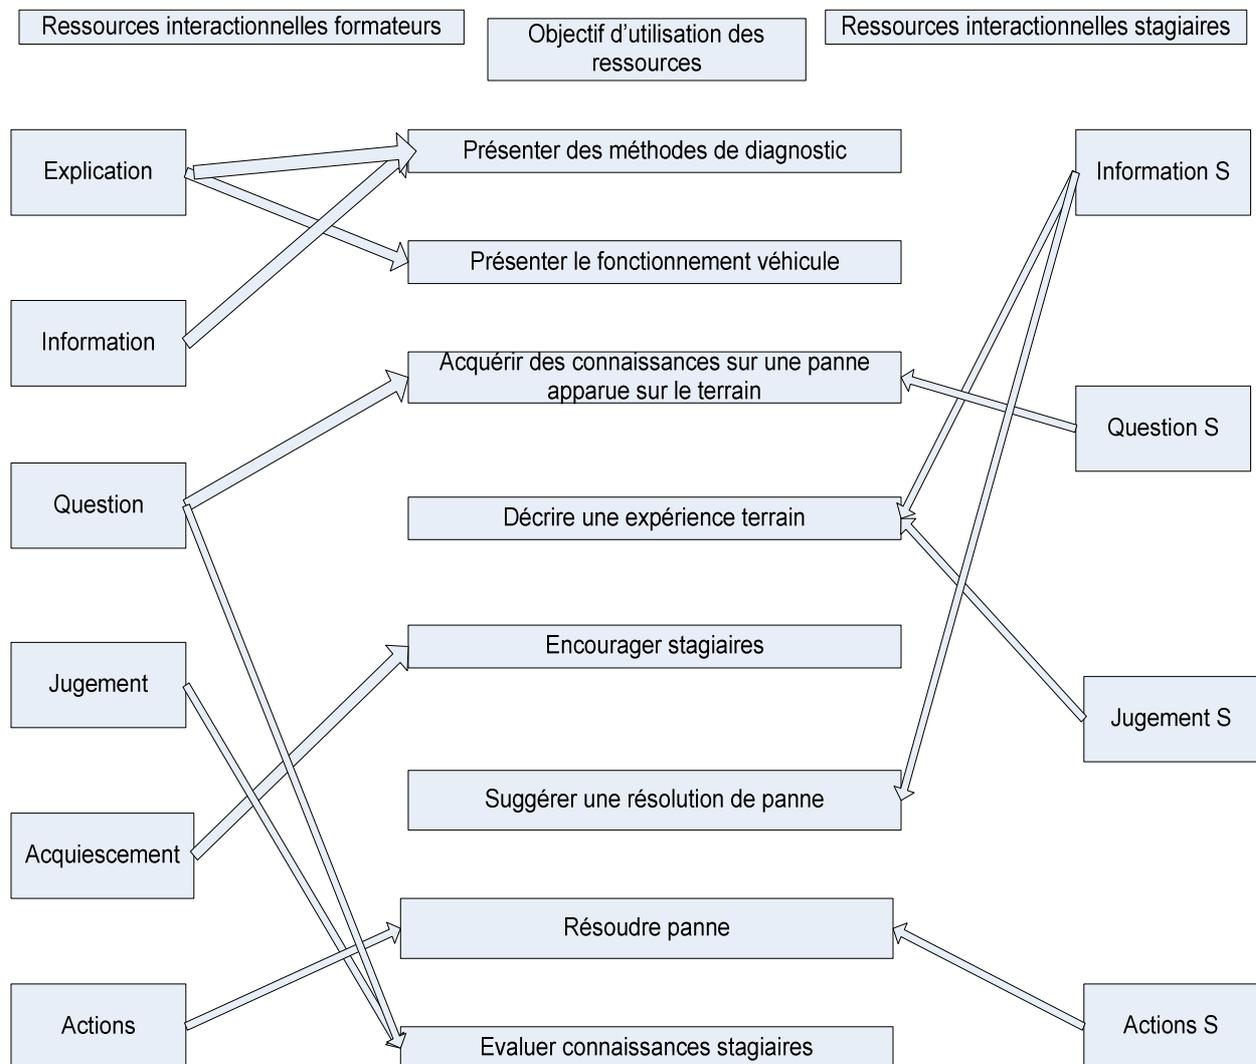 Ressources interactionnelles formateurs
Objectif d’utilisation des
ressources
Ressources interactionnelles stagiaires
Explication
Information
Question
Jugement
Acquiescement
Actions
Présenter des méthodes de diagnostic
Présenter le fonctionnement véhicule
Acquérir des connaissances sur une panne
apparue sur le terrain
Décrire une expérience terrain
Encourager stagiaires
Suggérer une résolution de panne
Résoudre panne
Evaluer connaissances stagiaires
Information S
Question S
Jugement S
Actions S